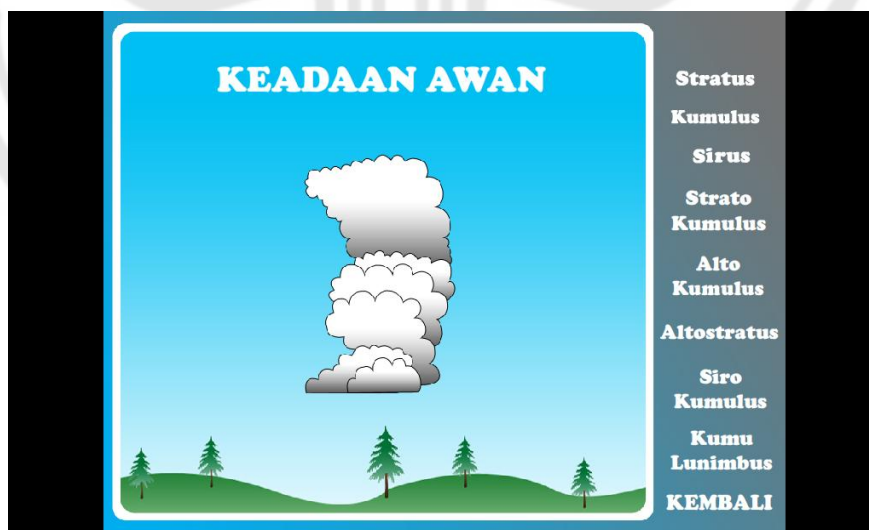 KEADAAN AWAN
Stratus
Kumulus
Sirus
Strato
Kumulus
Alto
Kumulus
Altostratus
Siro
Kumulus
Kumu
Lunimbus
KEMBALI